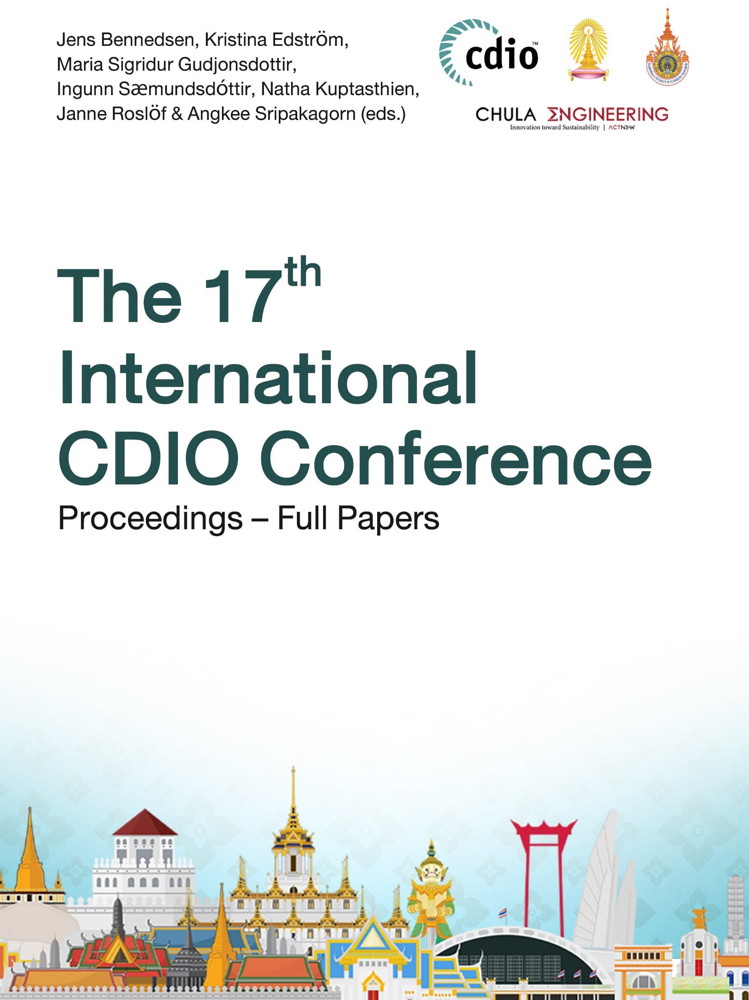 Jens Bennedsen, Kristina Edström,
Maria Sigridur Gudjonsdottir,
Ingunn Sæmundsdóttir, Natha Kuptasthien,
Janne Roslöf & Angkee Sripakagorn (eds.)
cdio™
CHULA ΣNGINEERING
Innovation toward Sustainability | ACTNOW
The 17th
International
CDIO Conference
Proceedings – Full Papers